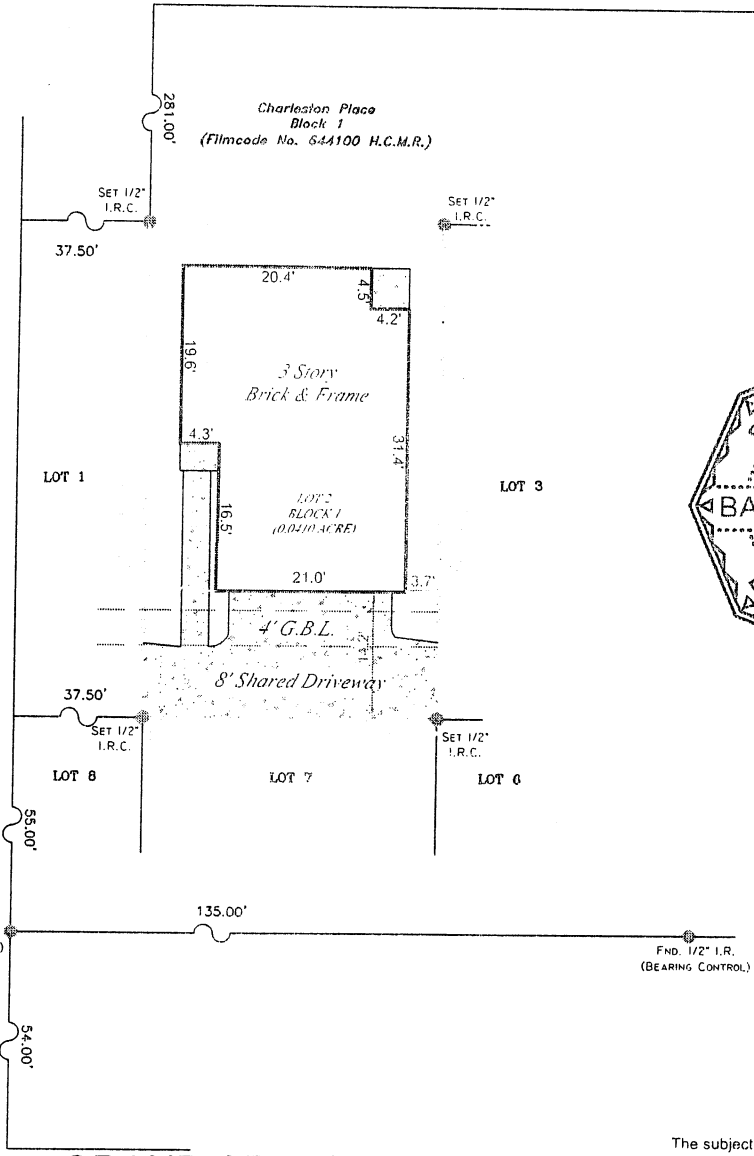 281.00'
Charleston Place
Block 1
(Filmcode No. 644100 H.C.M.R.)
SET 1/2"
I.R.C.
SET 1/2"
I.R.C.
37.50'
20.4'
4.5'
4.2'
19.6'
3 Story
Brick & Frame
4.3'
31.4'
LOT 1
LOT 3
LOT 2
BLOCK 1
(0.0410 ACRE)
16.5'
BA
21.0'
3.7'
4' G.B.L.
14.2'
8' Shared Driveway
37.50'
SET 1/2"
I.R.C.
SET 1/2"
I.R.C.
LOT 8
LOT 7
LOT 6
55.00'
135.00'
)
FND. 1/2" I.R.
(BEARING CONTROL)
54.00'
The subject